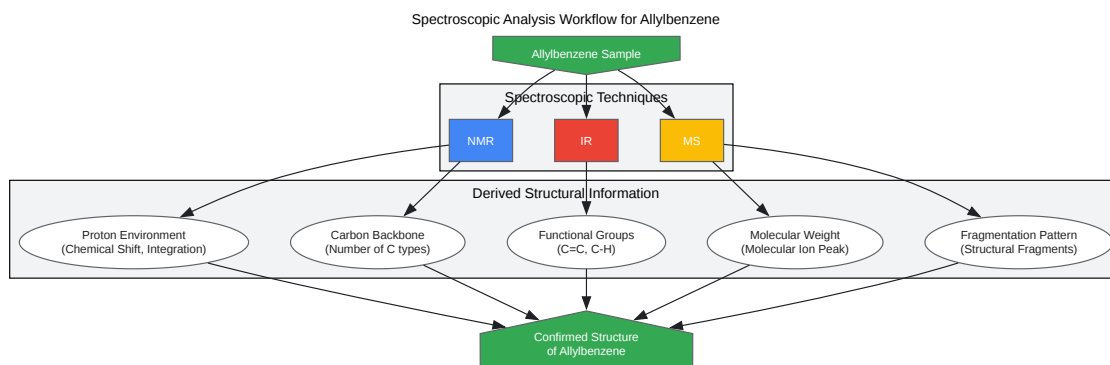 Spectroscopic Analysis Workflow for Allylbenzene
Allylbenzene Sample
Spectroscopic Techniques
NMR
IR
MS
Derived Structural Information
Proton Environment
(Chemical Shift, Integration)
Carbon Backbone
(Number of C types)
Functional Groups
(C=C, C-H)
Molecular Weight
(Molecular Ion Peak)
Fragmentation Pattern
(Structural Fragments)
Confirmed Structure
of Allylbenzene